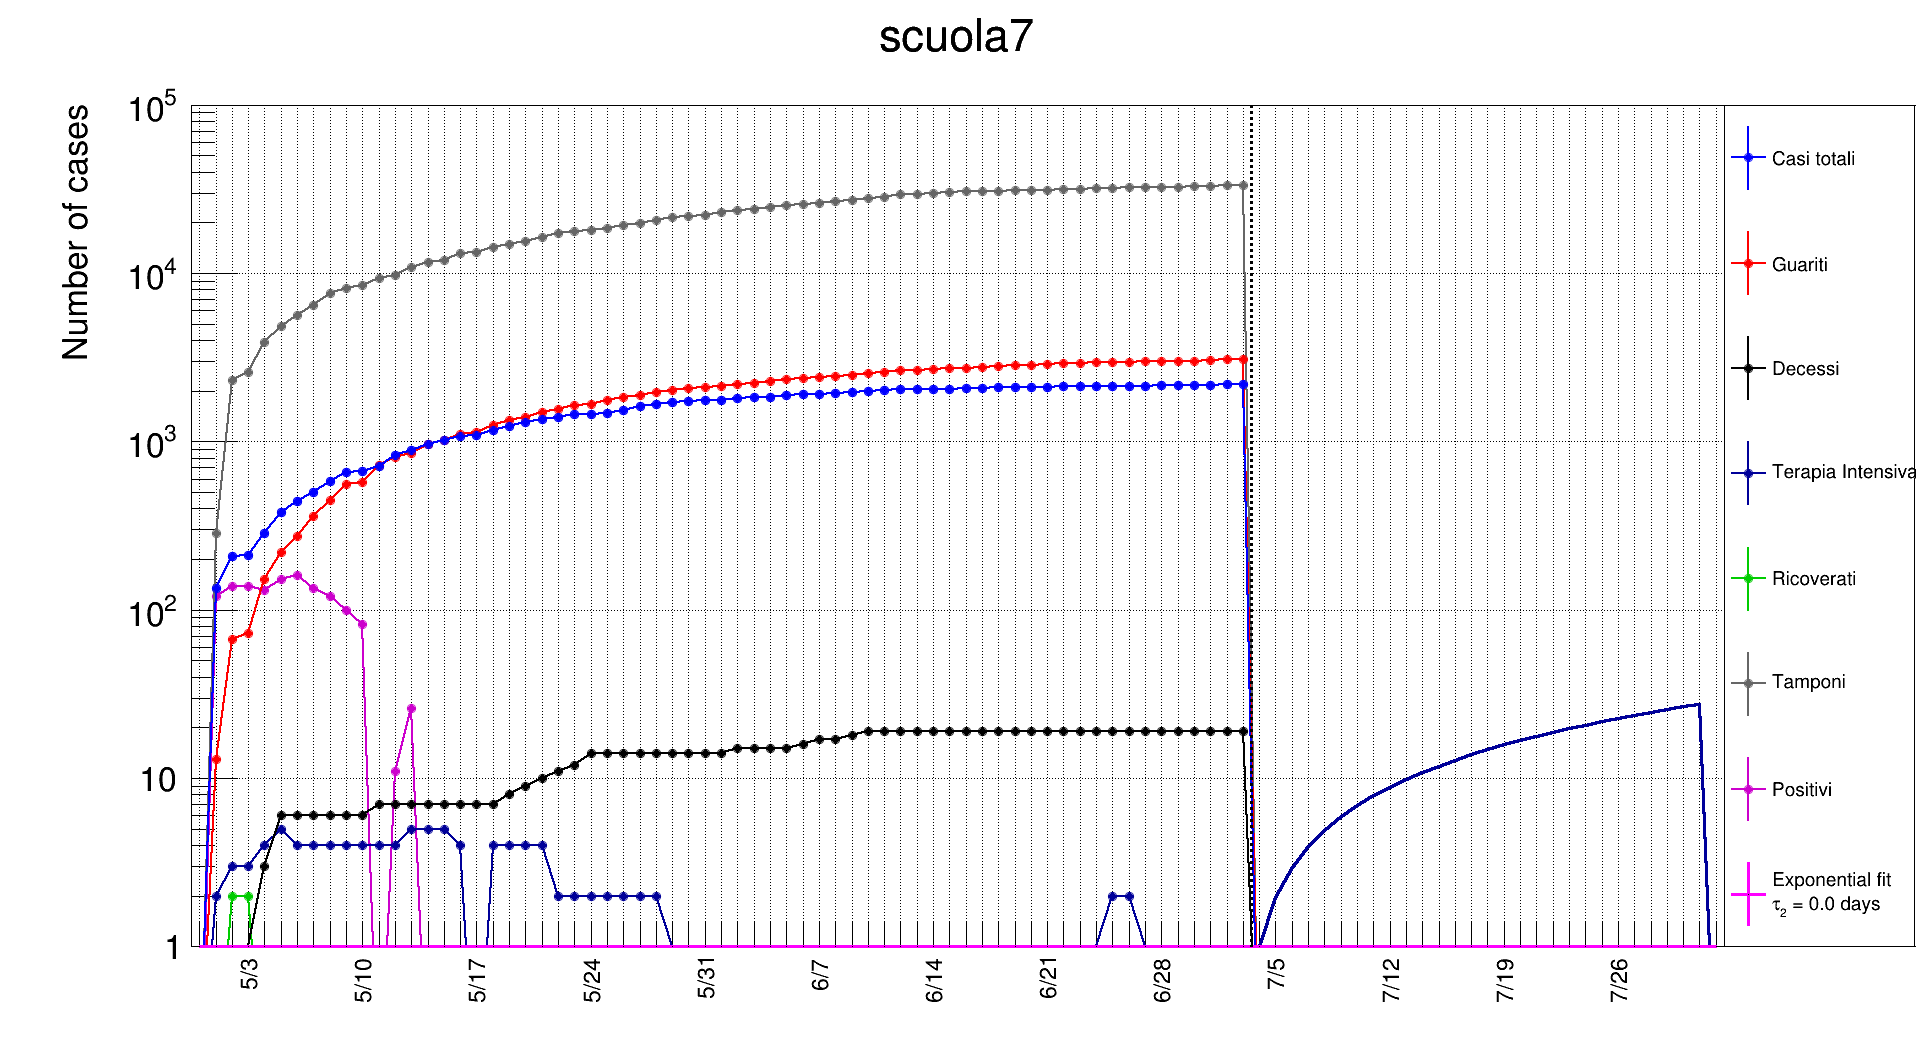 scuola7
Number of cases
10^5
10^4
10^3
10^2
10
1
5/3
5/10
5/17
5/24
5/31
6/7
6/14
6/21
6/28
7/5
7/12
7/19
7/26
Casi totali
Guariti
Decessi
Terapia Intensiva
Ricoverati
Tamponi
Positivi
Exponential fit
τ_2 = 0.0 days